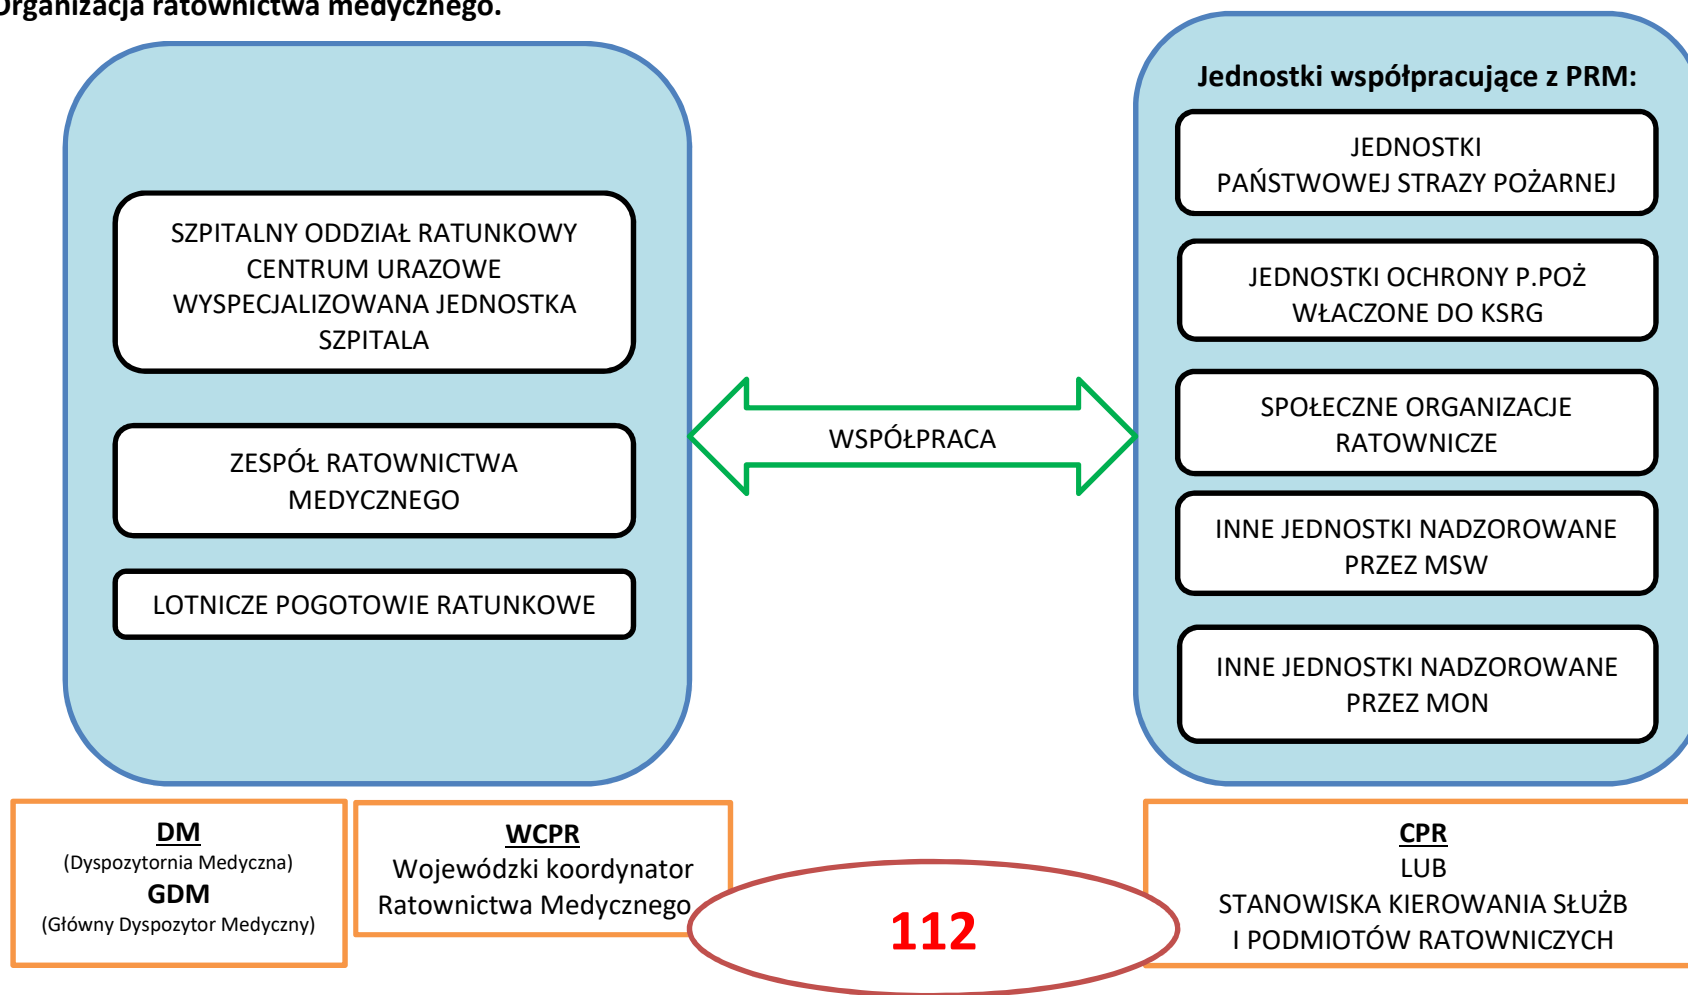 Organizacja ratownictwa medycznego.
SZPITALNY ODDZIAŁ RATUNKOWY
CENTRUM URAZOWE
WYSPECJALIZOWANA JEDNOSTKA
SZPITALA
ZESPÓŁ RATOWNICTWA
MEDYCZNEGO
LOTNICZE POGOTOWIE RATUNKOWE
WSPÓŁPRACA
Jednostki współpracujące z PRM:
JEDNOSTKI
PAŃSTWOWEJ STRAZY POŻARNEJ
JEDNOSTKI OCHRONY P.POŻ
WŁACZONE DO KSRG
SPOŁECZNE ORGANIZACJE
RATOWNICZE
INNE JEDNOSTKI NADZOROWANE
PRZEZ MSW
INNE JEDNOSTKI NADZOROWANE
PRZEZ MON
DM
(Dyspozytornia Medyczna)
GDM
(Główny Dyspozytor Medyczny)
WCPR
Wojewódzki koordynator
Ratownictwa Medycznego
112
CPR
LUB
STANOWISKA KIEROWANIA SŁUŻB
I PODMIOTÓW RATOWNICZYCH